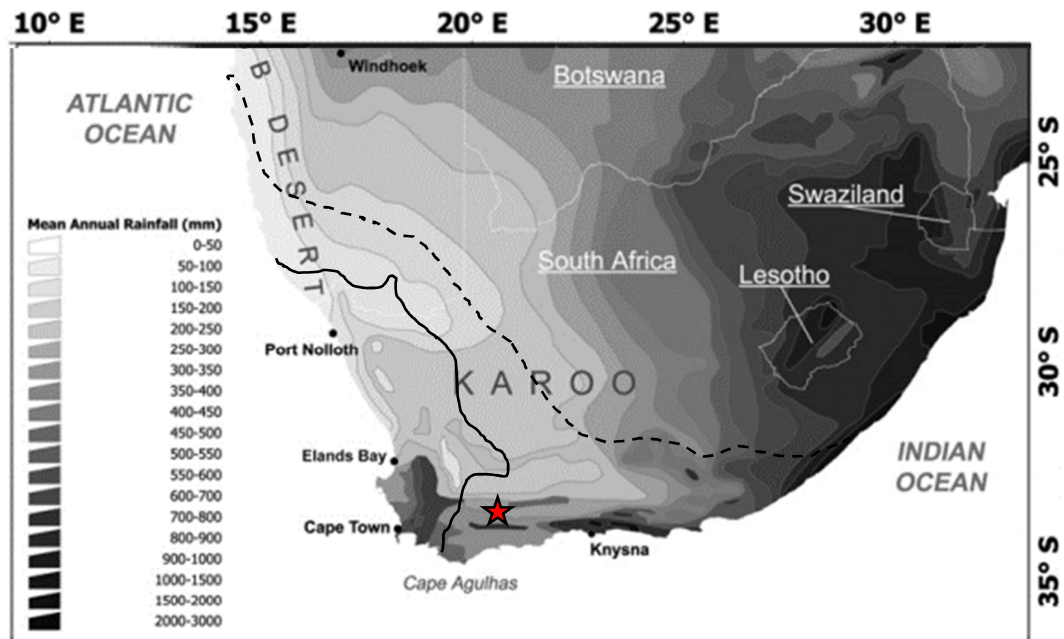 10° E 15° E 20° E 25° E 30° E
ATLANTIC
OCEAN
B DESERT
Windhoek
Botswana
25° S
Swaziland
South Africa
Lesotho
Mean Annual Rainfall (mm)
0-50
50-100
100-150
150-200
200-250
250-300
300-350
350-400
400-450
450-500
500-550
550-600
600-700
700-800
800-900
900-1000
1000-1500
1500-2000
2000-3000
Port Nolloth
KAROO
30° S
Elands Bay
INDIAN
OCEAN
Cape Town
Knysna
Cape Agulhas
35° S